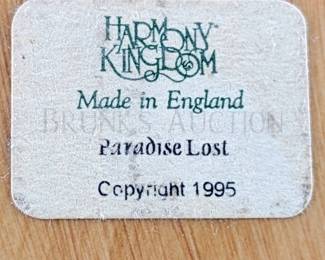 HARMONY
KINGDOM
Made in England
BRUNK'S AUCTION
Paradise Lost
Copyright 1995